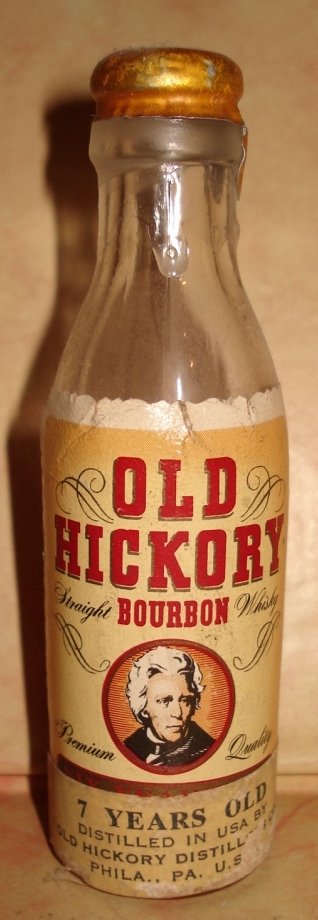 OLD
HICKORY
Straight BOURBON Whisky
Premium Quality
7 YEARS OLD
DISTILLED IN USA BY
OLD HICKORY
PHILA., PA. U.S